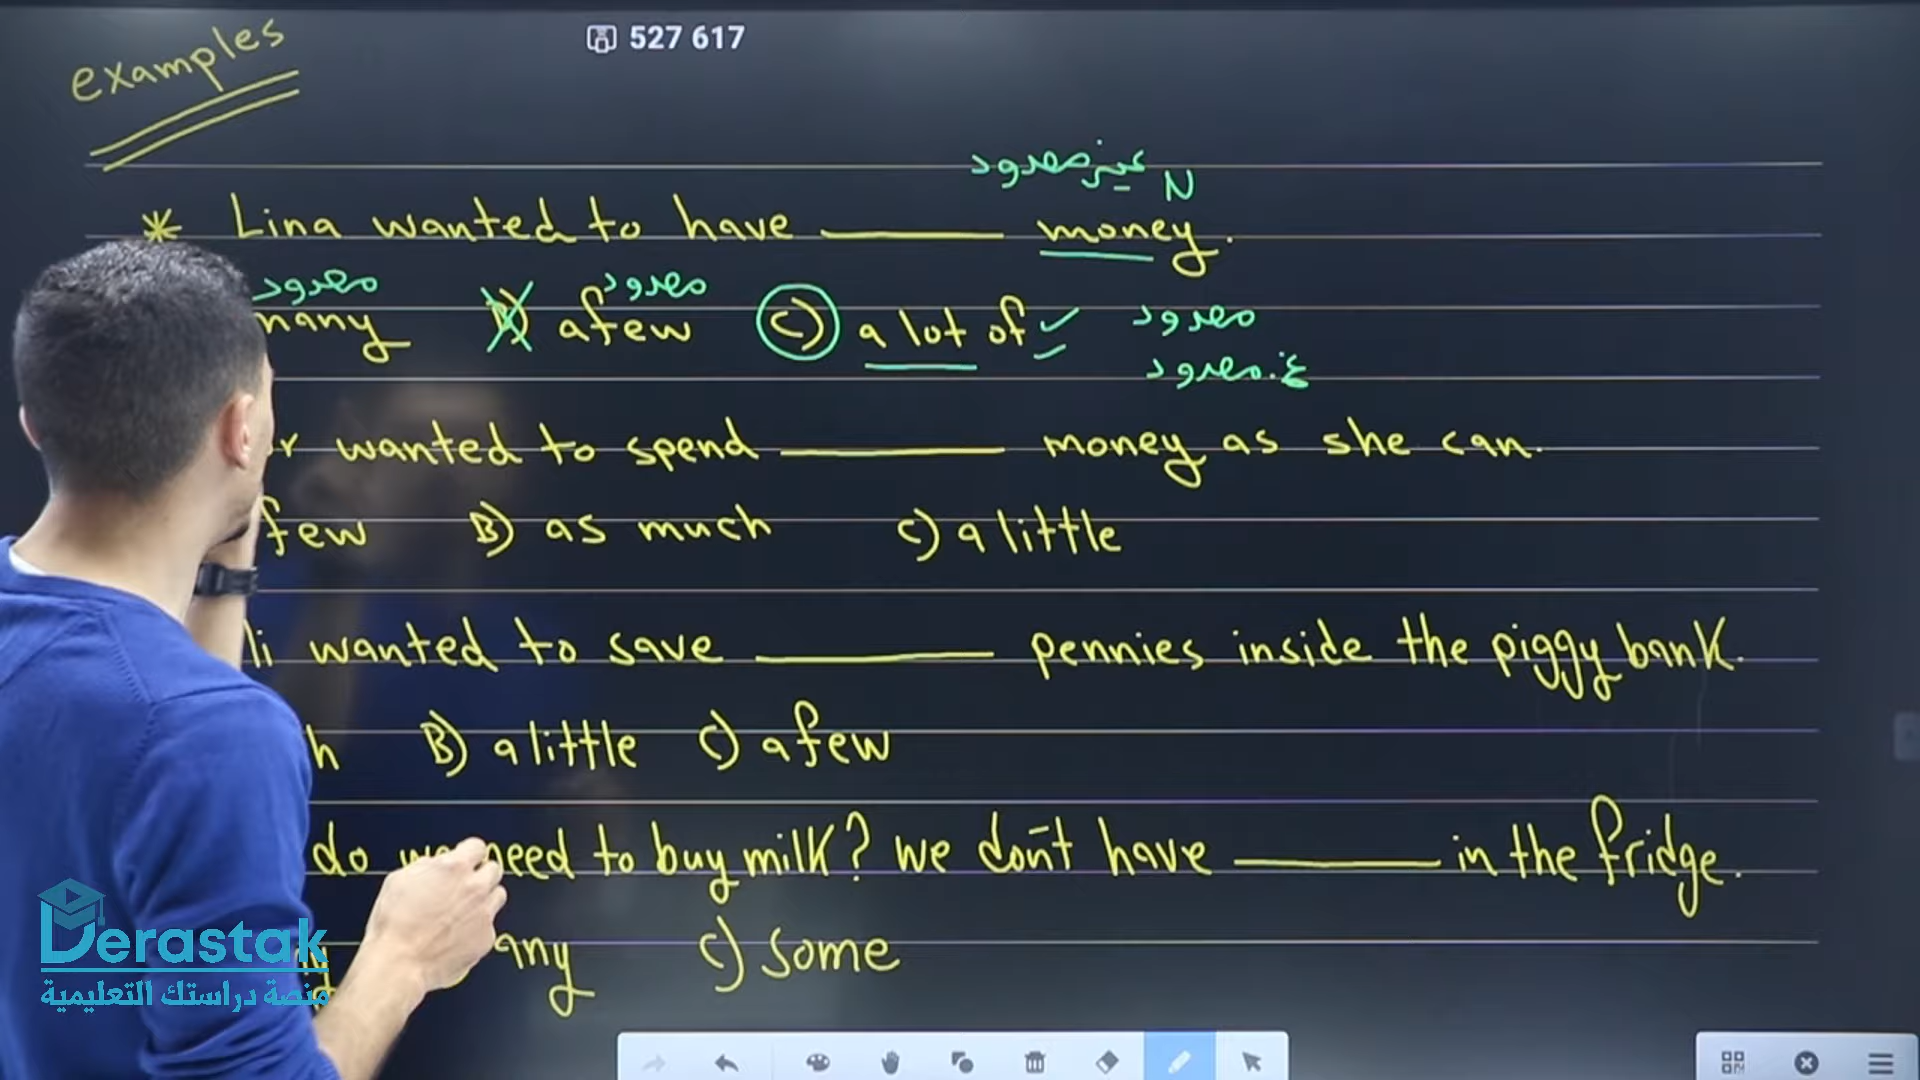 examples
527 617
غير معدود N
* Lina wanted to have ______ money.
معدود معدود
many B) a few C) a lot of معدود
غ. معدود
wanted to spend ______ money as she can.
few B) as much C) a little
wanted to save ______ pennies inside the piggy bank.
B) a little C) a few
do we need to buy milk? we don't have ______ in the fridge.
any C) some
Derastak
منصة دراستك التعليمية